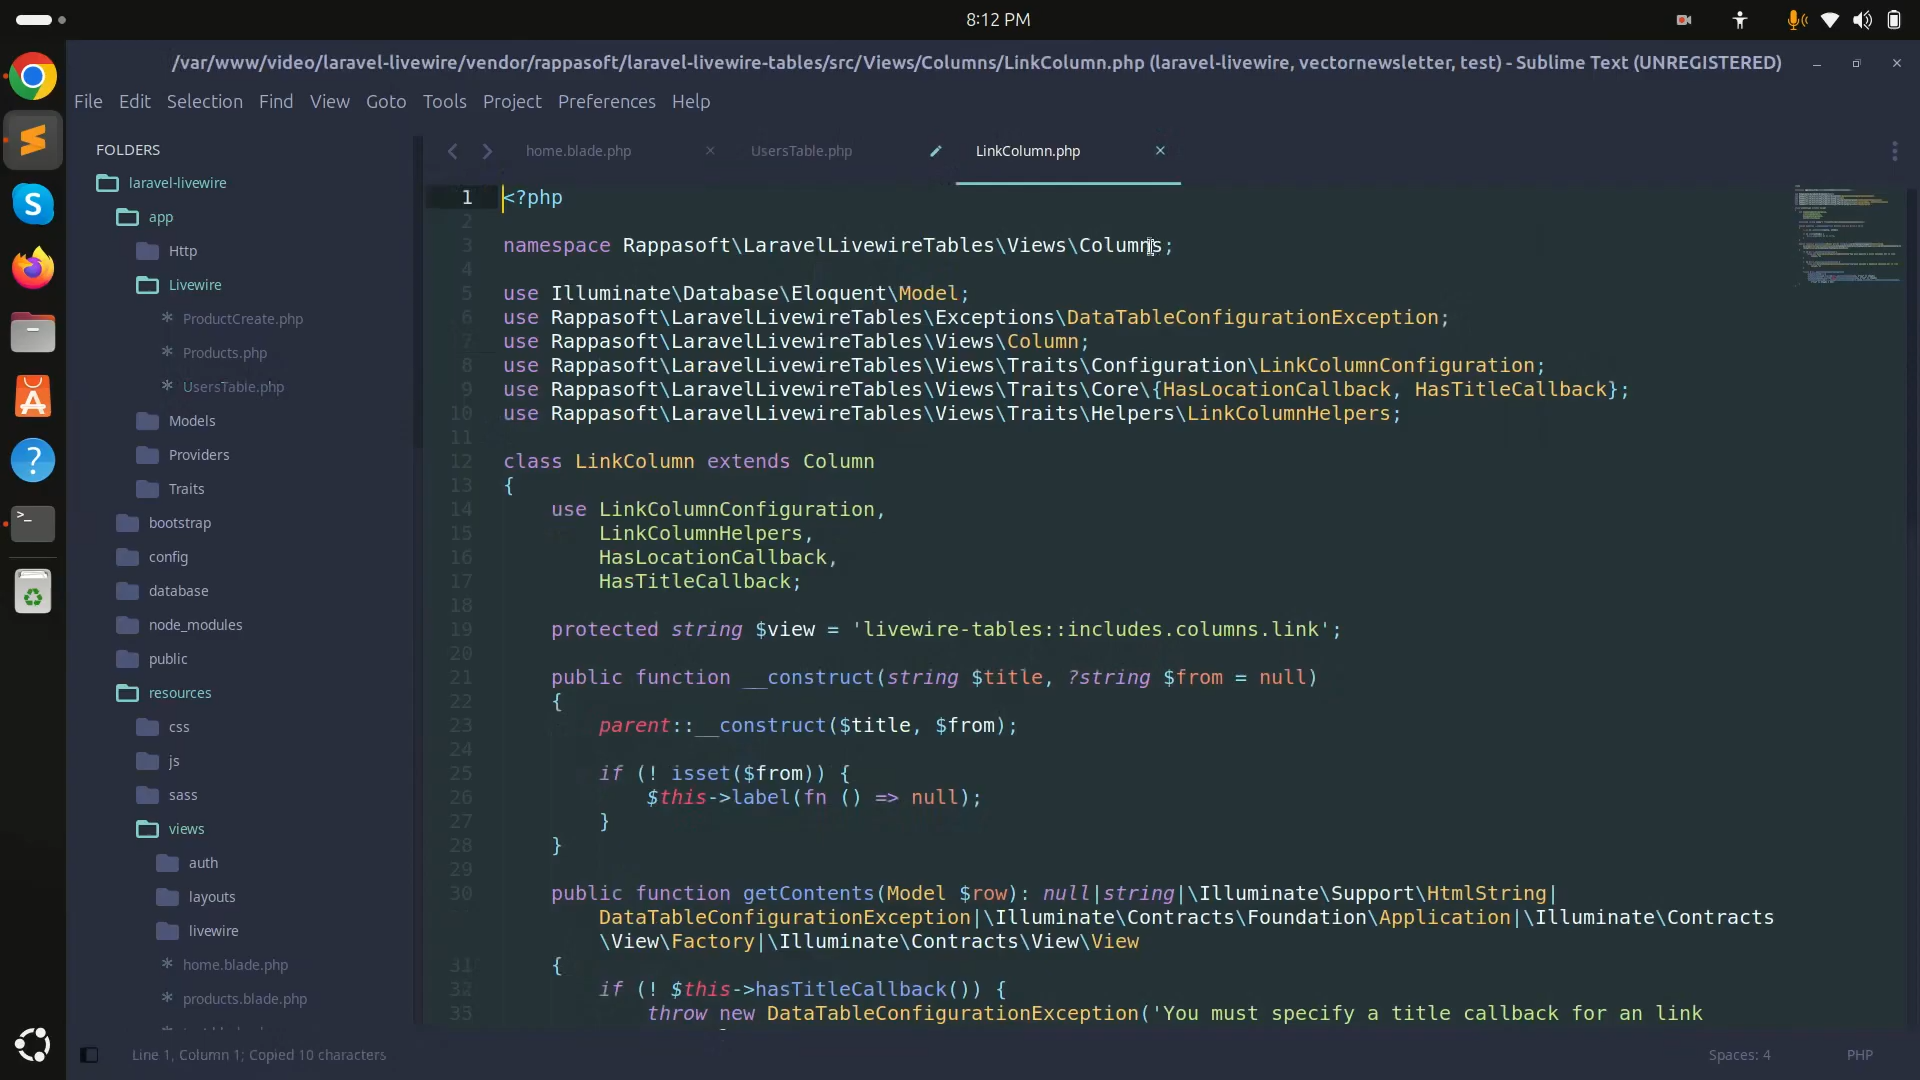 8:12 PM
/var/www/video/laravel-livewire/vendor/rappasoft/laravel-livewire-tables/src/Views/Columns/LinkColumn.php (laravel-livewire, vectornewsletter, test) - Sublime Text (UNREGISTERED)
File Edit Selection Find View Goto Tools Project Preferences Help
FOLDERS
laravel-livewire
app
Http
Livewire
ProductCreate.php
Products.php
UsersTable.php
Models
Providers
Traits
bootstrap
config
database
node_modules
public
resources
css
js
sass
views
auth
layouts
livewire
home.blade.php
products.blade.php
home.blade.php UsersTable.php LinkColumn.php
1 <?php
2
3 namespace Rappasoft\LaravelLivewireTables\Views\Columns;
4
5 use Illuminate\Database\Eloquent\Model;
6 use Rappasoft\LaravelLivewireTables\Exceptions\DataTableConfigurationException;
7 use Rappasoft\LaravelLivewireTables\Views\Column;
8 use Rappasoft\LaravelLivewireTables\Views\Traits\Configuration\LinkColumnConfiguration;
9 use Rappasoft\LaravelLivewireTables\Views\Traits\Core\{HasLocationCallback, HasTitleCallback};
10 use Rappasoft\LaravelLivewireTables\Views\Traits\Helpers\LinkColumnHelpers;
11
12 class LinkColumn extends Column
13 {
14 use LinkColumnConfiguration,
15 LinkColumnHelpers,
16 HasLocationCallback,
17 HasTitleCallback;
18
19 protected string $view = 'livewire-tables::includes.columns.link';
20
21 public function __construct(string $title, ?string $from = null)
22 {
23 parent::__construct($title, $from);
24
25 if (! isset($from)) {
26 $this->label(fn () => null);
27 }
28 }
29
30 public function getContents(Model $row): null|string|\Illuminate\Support\HtmlString|
DataTableConfigurationException|\Illuminate\Contracts\Foundation\Application|\Illuminate\Contracts
\View\Factory|\Illuminate\Contracts\View\View
31 {
32 if (! $this->hasTitleCallback()) {
33 throw new DataTableConfigurationException('You must specify a title callback for an link
Line 1, Column 1; Copied 10 characters
Spaces: 4
PHP